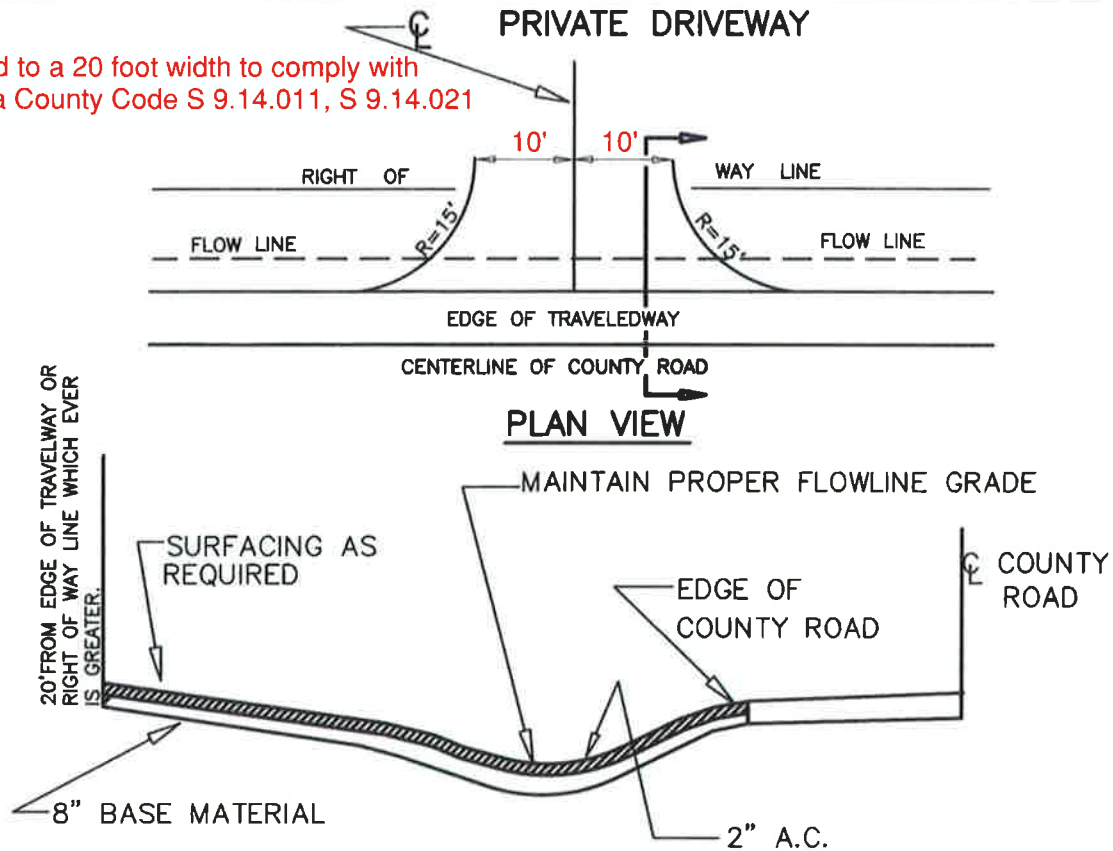 ℄ PRIVATE DRIVEWAY
to a 20 foot width to comply with
County Code S 9.14.011, S 9.14.021
10' 10'
RIGHT OF WAY LINE
R=15' R=15'
FLOW LINE FLOW LINE
EDGE OF TRAVELEDWAY
CENTERLINE OF COUNTY ROAD
PLAN VIEW
20'FROM EDGE OF TRAVELWAY OR
RIGHT OF WAY LINE WHICH EVER
IS GREATER.
MAINTAIN PROPER FLOWLINE GRADE
SURFACING AS
REQUIRED
EDGE OF
COUNTY ROAD
℄ COUNTY
ROAD
8" BASE MATERIAL
2" A.C.